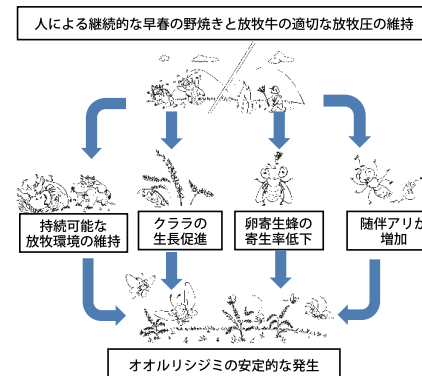 人による継続的な早春の野焼きと放牧牛の適切な放牧圧の維持
持続可能な
放牧環境の維持
クララの
生長促進
卵寄生蜂の
寄生率低下
随伴アリが
増加
オオルリシジミの安定的な発生